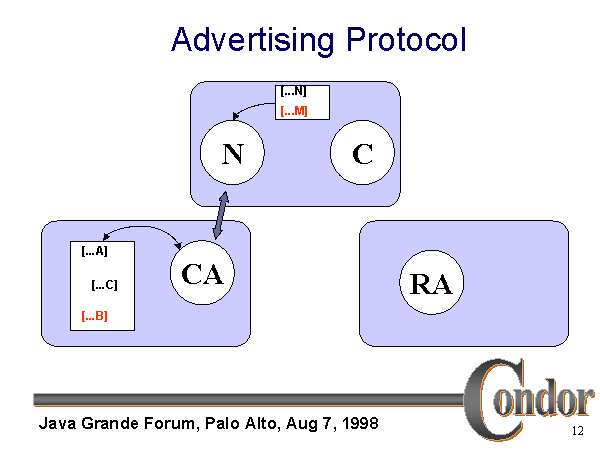 Advertising Protocol
[...N]
[...M]
N
C
[...A]
[...C]
[...B]
CA
RA
Condor
Java Grande Forum, Palo Alto, Aug 7, 1998
12